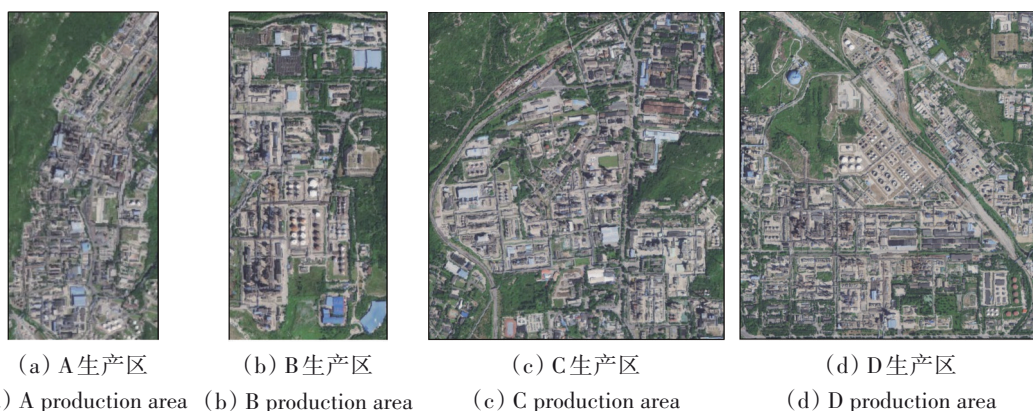 (a) A生产区 (b) B生产区 (c) C生产区 (d) D生产区
) A production area (b) B production area (c) C production area (d) D production area